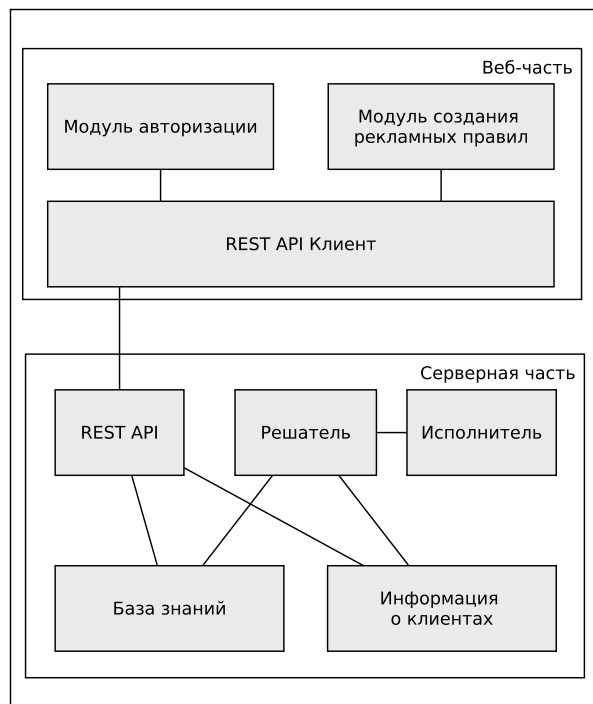 Веб-часть
Модуль авторизации
Модуль создания
рекламных правил
REST API Клиент
Серверная часть
REST API
Решатель
Исполнитель
База знаний
Информация
о клиентах